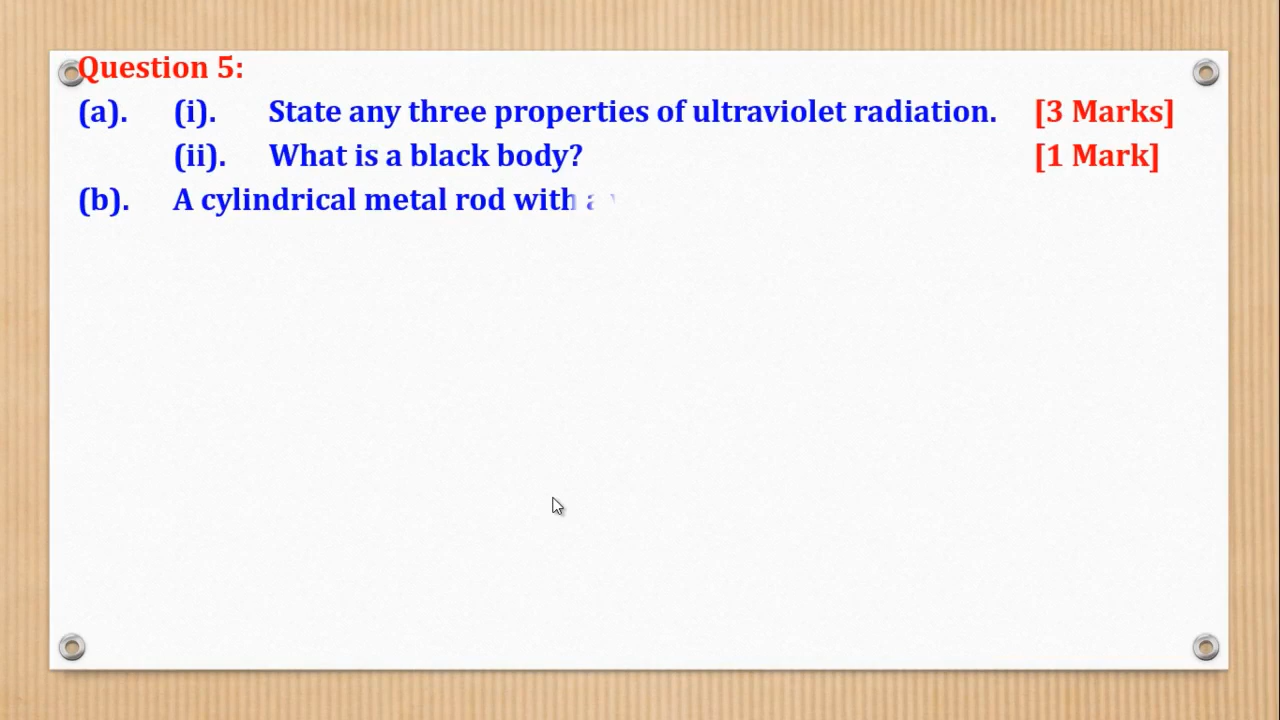 Question 5:
(a). (i). State any three properties of ultraviolet radiation. [3 Marks]
(ii). What is a black body? [1 Mark]
(b). A cylindrical metal rod with a